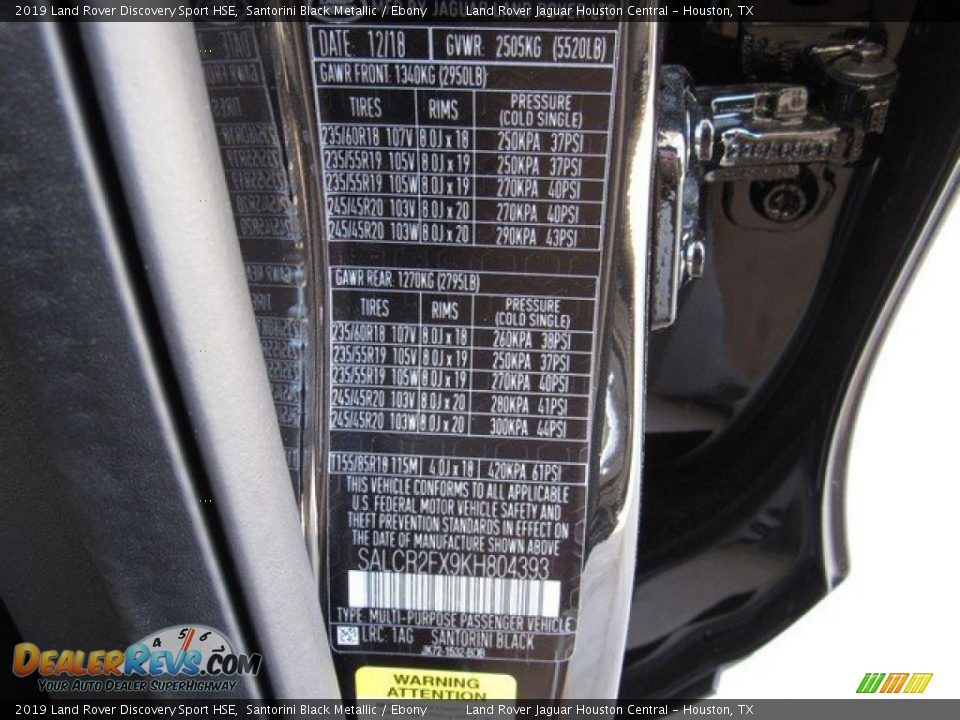 2019 Land Rover Discovery Sport HSE, Santorini Black Metallic / Ebony Land Rover Jaguar Houston Central - Houston, TX
DATE: 12/18 GVWR: 2505KG (5520LB)
GAWR FRONT: 1340KG (2950LB)
TIRES RIMS PRESSURE (COLD SINGLE)
235/60R18 107V 8.0J x 18 250KPA 37PSI
235/55R19 105V 8.0J x 19 250KPA 37PSI
235/55R19 105W 8.0J x 19 270KPA 40PSI
245/45R20 103V 8.0J x 20 270KPA 40PSI
245/45R20 103W 8.0J x 20 290KPA 43PSI
GAWR REAR: 1270KG (2795LB)
TIRES RIMS PRESSURE (COLD SINGLE)
235/60R18 107V 8.0J x 18 260KPA 38PSI
235/55R19 105V 8.0J x 19 250KPA 37PSI
235/55R19 105W 8.0J x 19 270KPA 40PSI
245/45R20 103V 8.0J x 20 280KPA 41PSI
245/45R20 103W 8.0J x 20 300KPA 44PSI
T155/85R18 115M 4.0J x 18 420KPA 61PSI
THIS VEHICLE CONFORMS TO ALL APPLICABLE
U.S. FEDERAL MOTOR VEHICLE SAFETY AND
THEFT PREVENTION STANDARDS IN EFFECT ON
THE DATE OF MANUFACTURE SHOWN ABOVE
SALCR2FX9KH804393
TYPE: MULTI-PURPOSE PASSENGER VEHICLE
LRC: 1AG SANTORINI BLACK
WARNING
ATTENTION
4 5 6
DEALERREVS.COM
YOUR AUTO DEALER SUPERHIGHWAY
2019 Land Rover Discovery Sport HSE, Santorini Black Metallic / Ebony Land Rover Jaguar Houston Central - Houston, TX